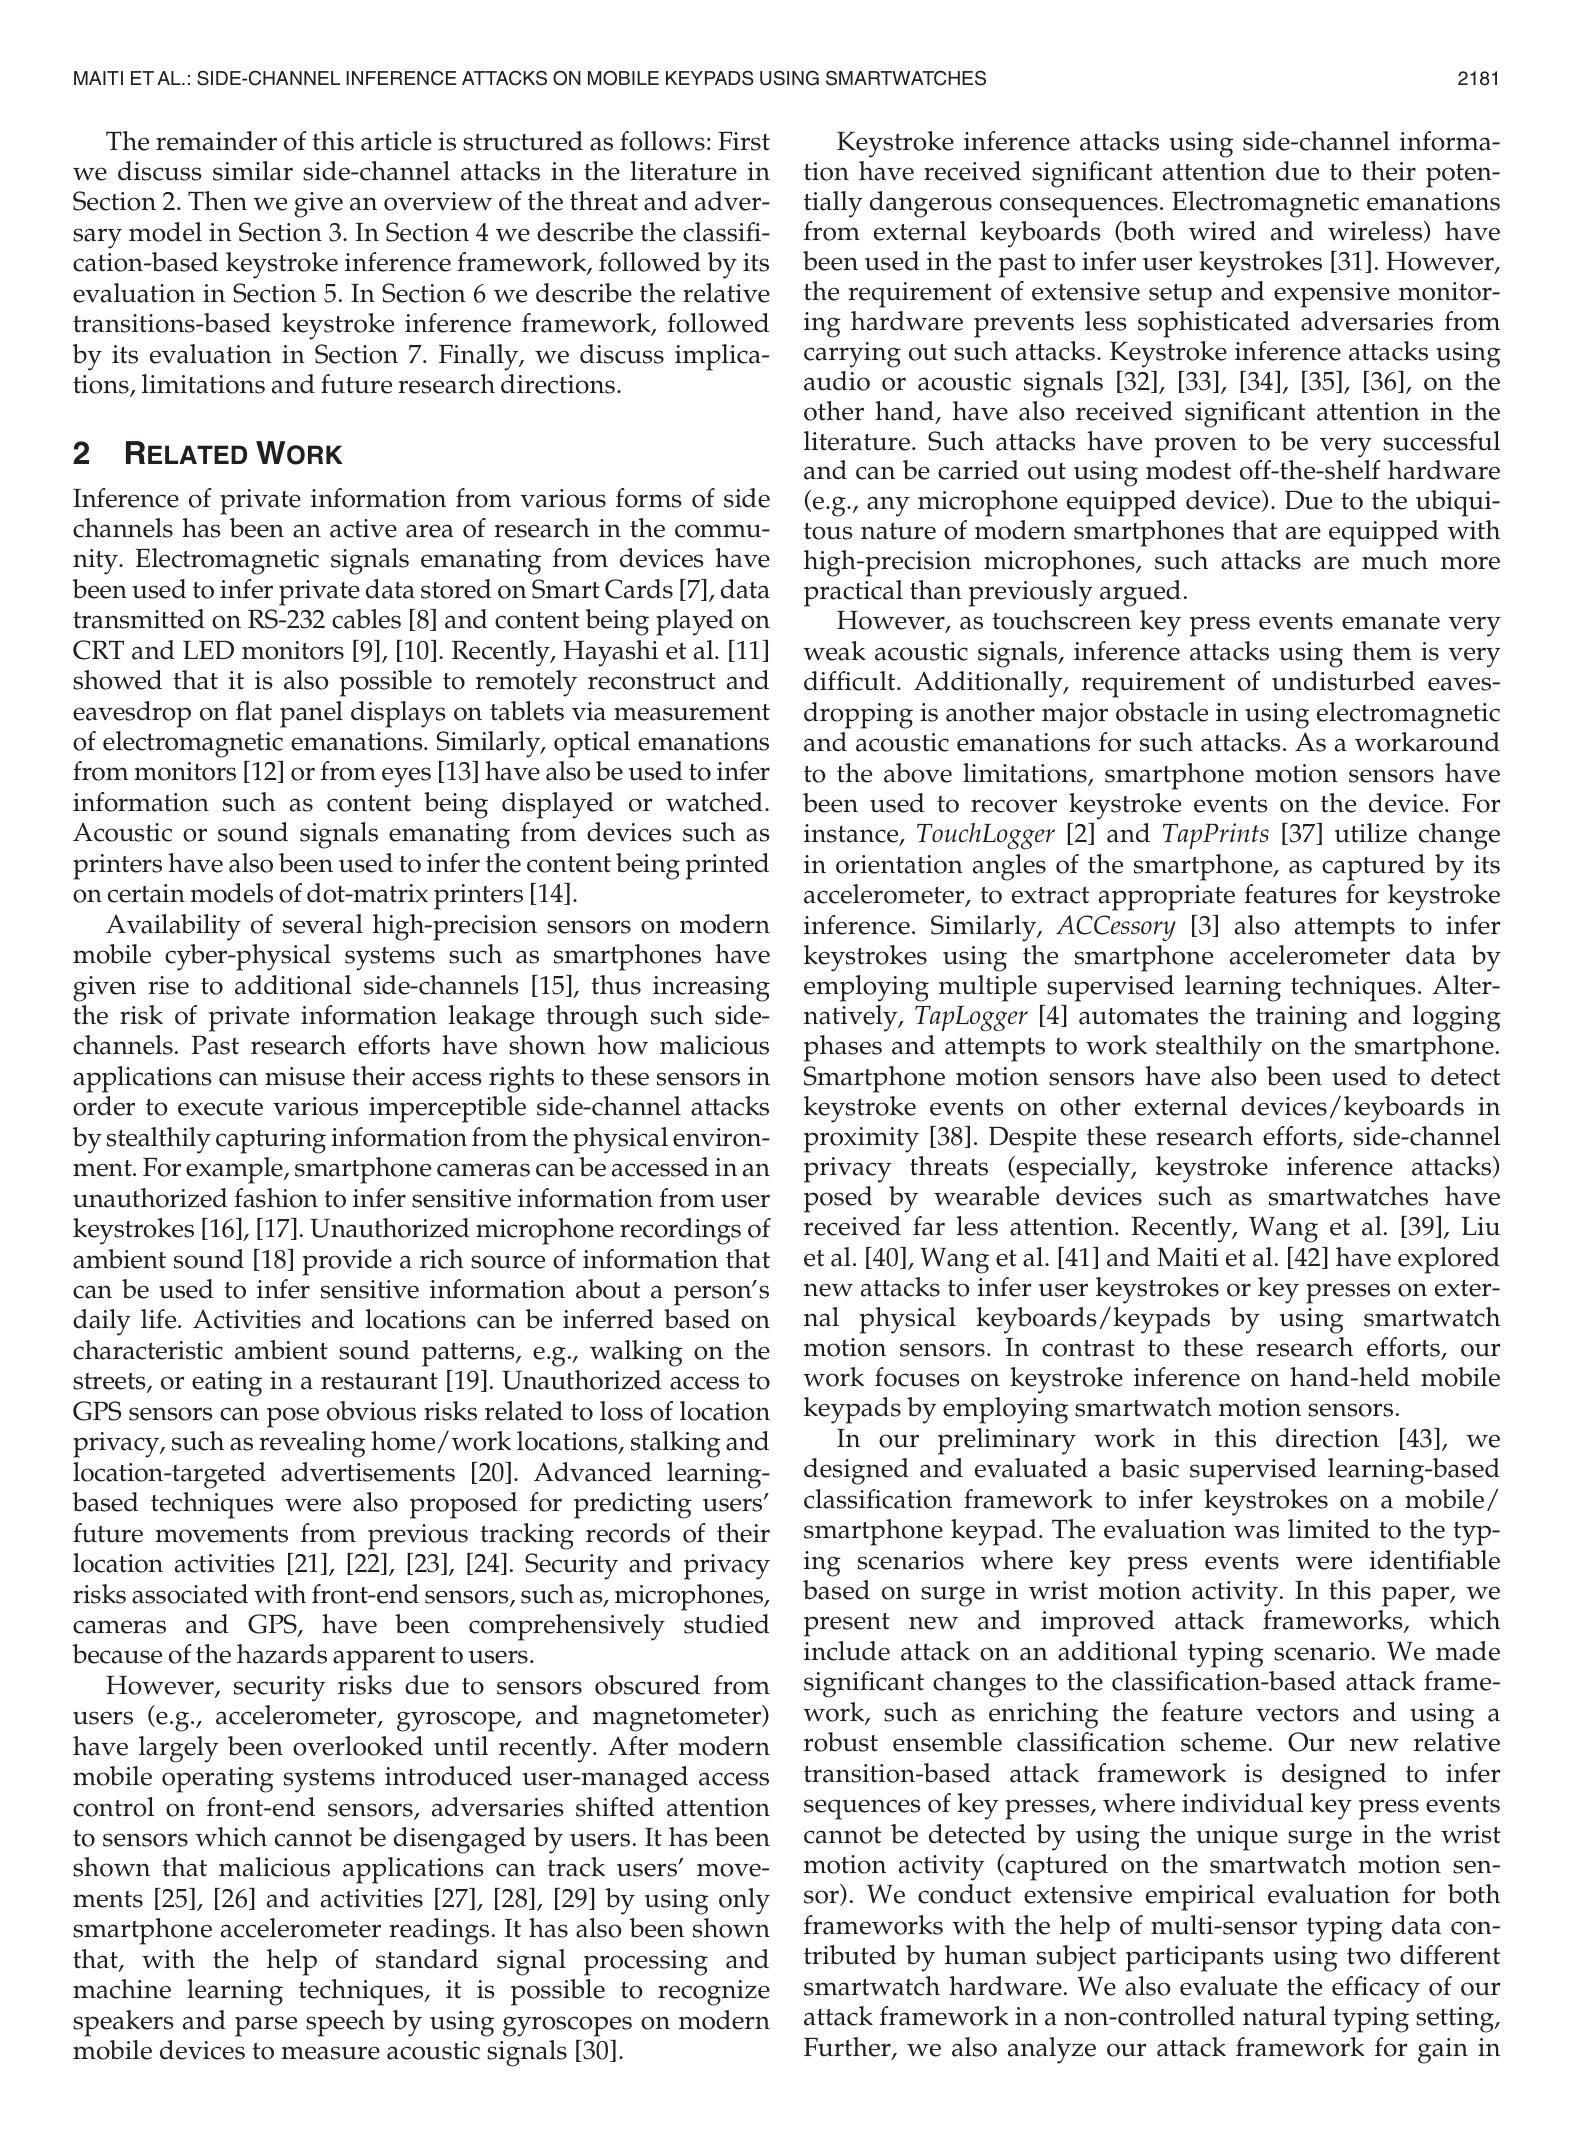 MAITI ET AL.: SIDE-CHANNEL INFERENCE ATTACKS ON MOBILE KEYPADS USING SMARTWATCHES 2181
The remainder of this article is structured as follows: First
we discuss similar side-channel attacks in the literature in
Section 2. Then we give an overview of the threat and adver-
sary model in Section 3. In Section 4 we describe the classifi-
cation-based keystroke inference framework, followed by its
evaluation in Section 5. In Section 6 we describe the relative
transitions-based keystroke inference framework, followed
by its evaluation in Section 7. Finally, we discuss implica-
tions, limitations and future research directions.
2 RELATED WORK
Inference of private information from various forms of side
channels has been an active area of research in the commu-
nity. Electromagnetic signals emanating from devices have
been used to infer private data stored on Smart Cards [7], data
transmitted on RS-232 cables [8] and content being played on
CRT and LED monitors [9], [10]. Recently, Hayashi et al. [11]
showed that it is also possible to remotely reconstruct and
eavesdrop on flat panel displays on tablets via measurement
of electromagnetic emanations. Similarly, optical emanations
from monitors [12] or from eyes [13] have also be used to infer
information such as content being displayed or watched.
Acoustic or sound signals emanating from devices such as
printers have also been used to infer the content being printed
on certain models of dot-matrix printers [14].
Availability of several high-precision sensors on modern
mobile cyber-physical systems such as smartphones have
given rise to additional side-channels [15], thus increasing
the risk of private information leakage through such side-
channels. Past research efforts have shown how malicious
applications can misuse their access rights to these sensors in
order to execute various imperceptible side-channel attacks
by stealthily capturing information from the physical environ-
ment. For example, smartphone cameras can be accessed in an
unauthorized fashion to infer sensitive information from user
keystrokes [16], [17]. Unauthorized microphone recordings of
ambient sound [18] provide a rich source of information that
can be used to infer sensitive information about a person's
daily life. Activities and locations can be inferred based on
characteristic ambient sound patterns, e.g., walking on the
streets, or eating in a restaurant [19]. Unauthorized access to
GPS sensors can pose obvious risks related to loss of location
privacy, such as revealing home/work locations, stalking and
location-targeted advertisements [20]. Advanced learning-
based techniques were also proposed for predicting users'
future movements from previous tracking records of their
location activities [21], [22], [23], [24]. Security and privacy
risks associated with front-end sensors, such as, microphones,
cameras and GPS, have been comprehensively studied
because of the hazards apparent to users.
However, security risks due to sensors obscured from
users (e.g., accelerometer, gyroscope, and magnetometer)
have largely been overlooked until recently. After modern
mobile operating systems introduced user-managed access
control on front-end sensors, adversaries shifted attention
to sensors which cannot be disengaged by users. It has been
shown that malicious applications can track users' move-
ments [25], [26] and activities [27], [28], [29] by using only
smartphone accelerometer readings. It has also been shown
that, with the help of standard signal processing and
machine learning techniques, it is possible to recognize
speakers and parse speech by using gyroscopes on modern
mobile devices to measure acoustic signals [30].
Keystroke inference attacks using side-channel informa-
tion have received significant attention due to their poten-
tially dangerous consequences. Electromagnetic emanations
from external keyboards (both wired and wireless) have
been used in the past to infer user keystrokes [31]. However,
the requirement of extensive setup and expensive monitor-
ing hardware prevents less sophisticated adversaries from
carrying out such attacks. Keystroke inference attacks using
audio or acoustic signals [32], [33], [34], [35], [36], on the
other hand, have also received significant attention in the
literature. Such attacks have proven to be very successful
and can be carried out using modest off-the-shelf hardware
(e.g., any microphone equipped device). Due to the ubiqui-
tous nature of modern smartphones that are equipped with
high-precision microphones, such attacks are much more
practical than previously argued.
However, as touchscreen key press events emanate very
weak acoustic signals, inference attacks using them is very
difficult. Additionally, requirement of undisturbed eaves-
dropping is another major obstacle in using electromagnetic
and acoustic emanations for such attacks. As a workaround
to the above limitations, smartphone motion sensors have
been used to recover keystroke events on the device. For
instance, TouchLogger [2] and TapPrints [37] utilize change
in orientation angles of the smartphone, as captured by its
accelerometer, to extract appropriate features for keystroke
inference. Similarly, ACCessory [3] also attempts to infer
keystrokes using the smartphone accelerometer data by
employing multiple supervised learning techniques. Alter-
natively, TapLogger [4] automates the training and logging
phases and attempts to work stealthily on the smartphone.
Smartphone motion sensors have also been used to detect
keystroke events on other external devices/keyboards in
proximity [38]. Despite these research efforts, side-channel
privacy threats (especially, keystroke inference attacks)
posed by wearable devices such as smartwatches have
received far less attention. Recently, Wang et al. [39], Liu
et al. [40], Wang et al. [41] and Maiti et al. [42] have explored
new attacks to infer user keystrokes or key presses on exter-
nal physical keyboards/keypads by using smartwatch
motion sensors. In contrast to these research efforts, our
work focuses on keystroke inference on hand-held mobile
keypads by employing smartwatch motion sensors.
In our preliminary work in this direction [43], we
designed and evaluated a basic supervised learning-based
classification framework to infer keystrokes on a mobile/
smartphone keypad. The evaluation was limited to the typ-
ing scenarios where key press events were identifiable
based on surge in wrist motion activity. In this paper, we
present new and improved attack frameworks, which
include attack on an additional typing scenario. We made
significant changes to the classification-based attack frame-
work, such as enriching the feature vectors and using a
robust ensemble classification scheme. Our new relative
transition-based attack framework is designed to infer
sequences of key presses, where individual key press events
cannot be detected by using the unique surge in the wrist
motion activity (captured on the smartwatch motion sen-
sor). We conduct extensive empirical evaluation for both
frameworks with the help of multi-sensor typing data con-
tributed by human subject participants using two different
smartwatch hardware. We also evaluate the efficacy of our
attack framework in a non-controlled natural typing setting,
Further, we also analyze our attack framework for gain in